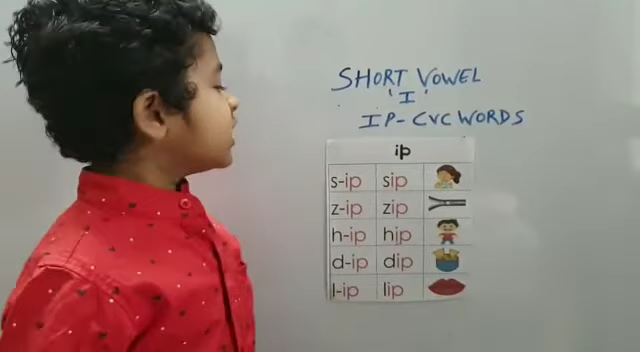 SHORT VOWEL
'I'
IP- CVC WORDS
ip
s-ip sip
z-ip zip
h-ip hip
d-ip dip
l-ip lip